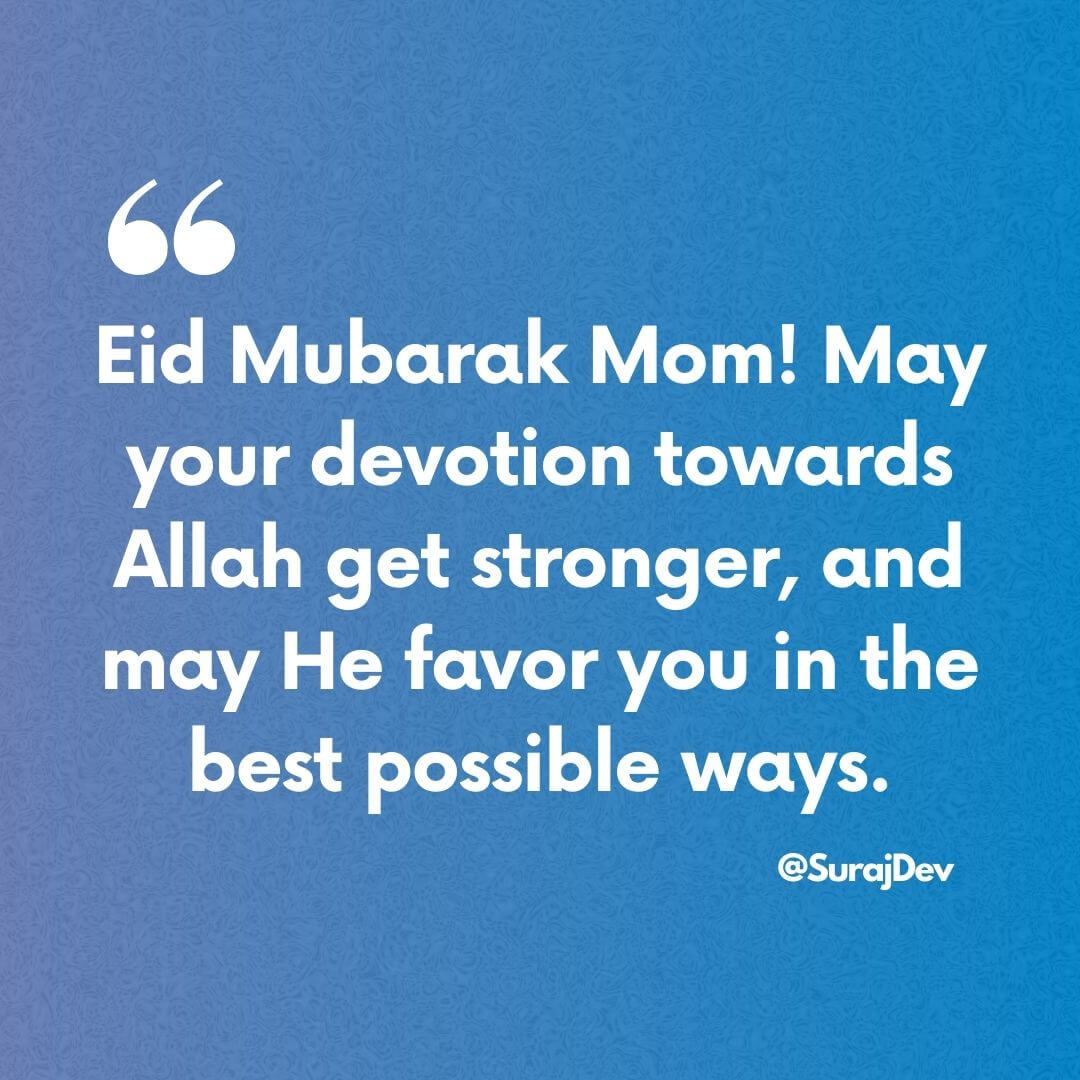 “
Eid Mubarak Mom! May
your devotion towards
Allah get stronger, and
may He favor you in the
best possible ways.
@SurajDev